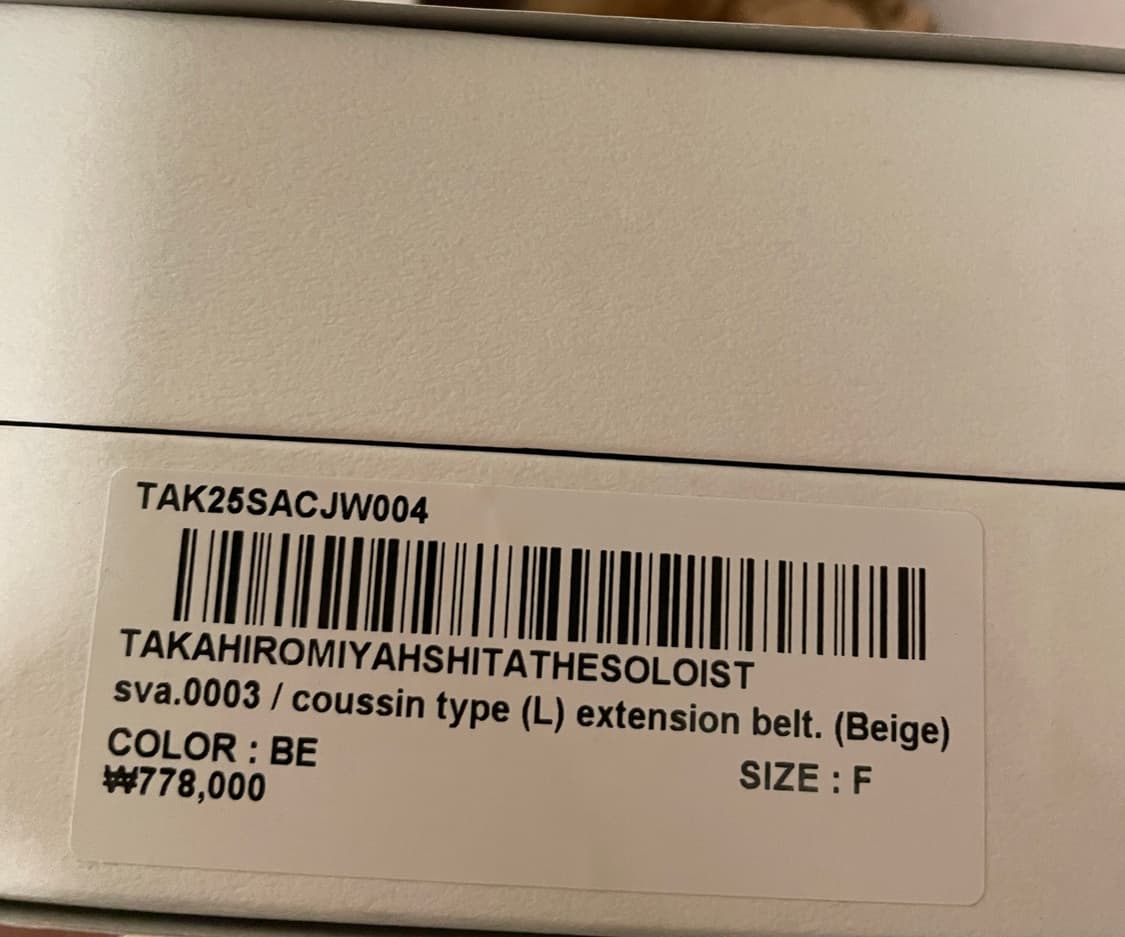 TAK25SACJW004
TAKAHIROMIYAHSHITATHESOLOIST
sva.0003 / coussin type (L) extension belt. (Beige)
COLOR : BE
SIZE : F
₩778,000